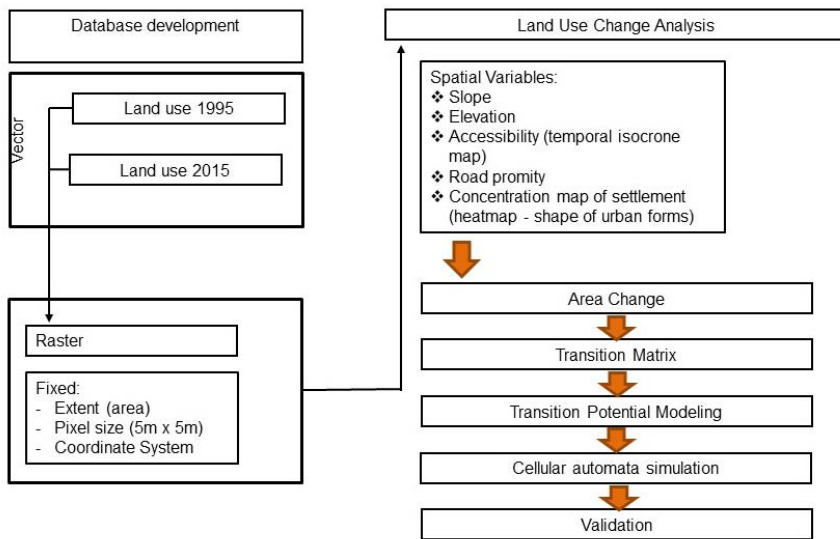 Database development
Vector
Land use 1995
Land use 2015
Raster
Fixed:
- Extent (area)
- Pixel size (5m x 5m)
- Coordinate System
Land Use Change Analysis
Spatial Variables:
❖ Slope
❖ Elevation
❖ Accessibility (temporal isocrone
map)
❖ Road promity
❖ Concentration map of settlement
(heatmap - shape of urban forms)
Area Change
Transition Matrix
Transition Potential Modeling
Cellular automata simulation
Validation